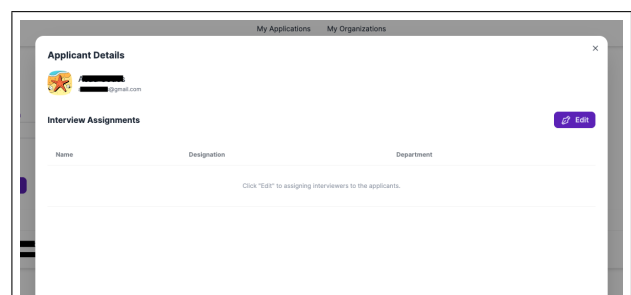 My Applications My Organizations
Applicant Details
@gmail.com
Interview Assignments
Edit
Name Designation Department
Click "Edit" to assigning interviewers to the applicants.